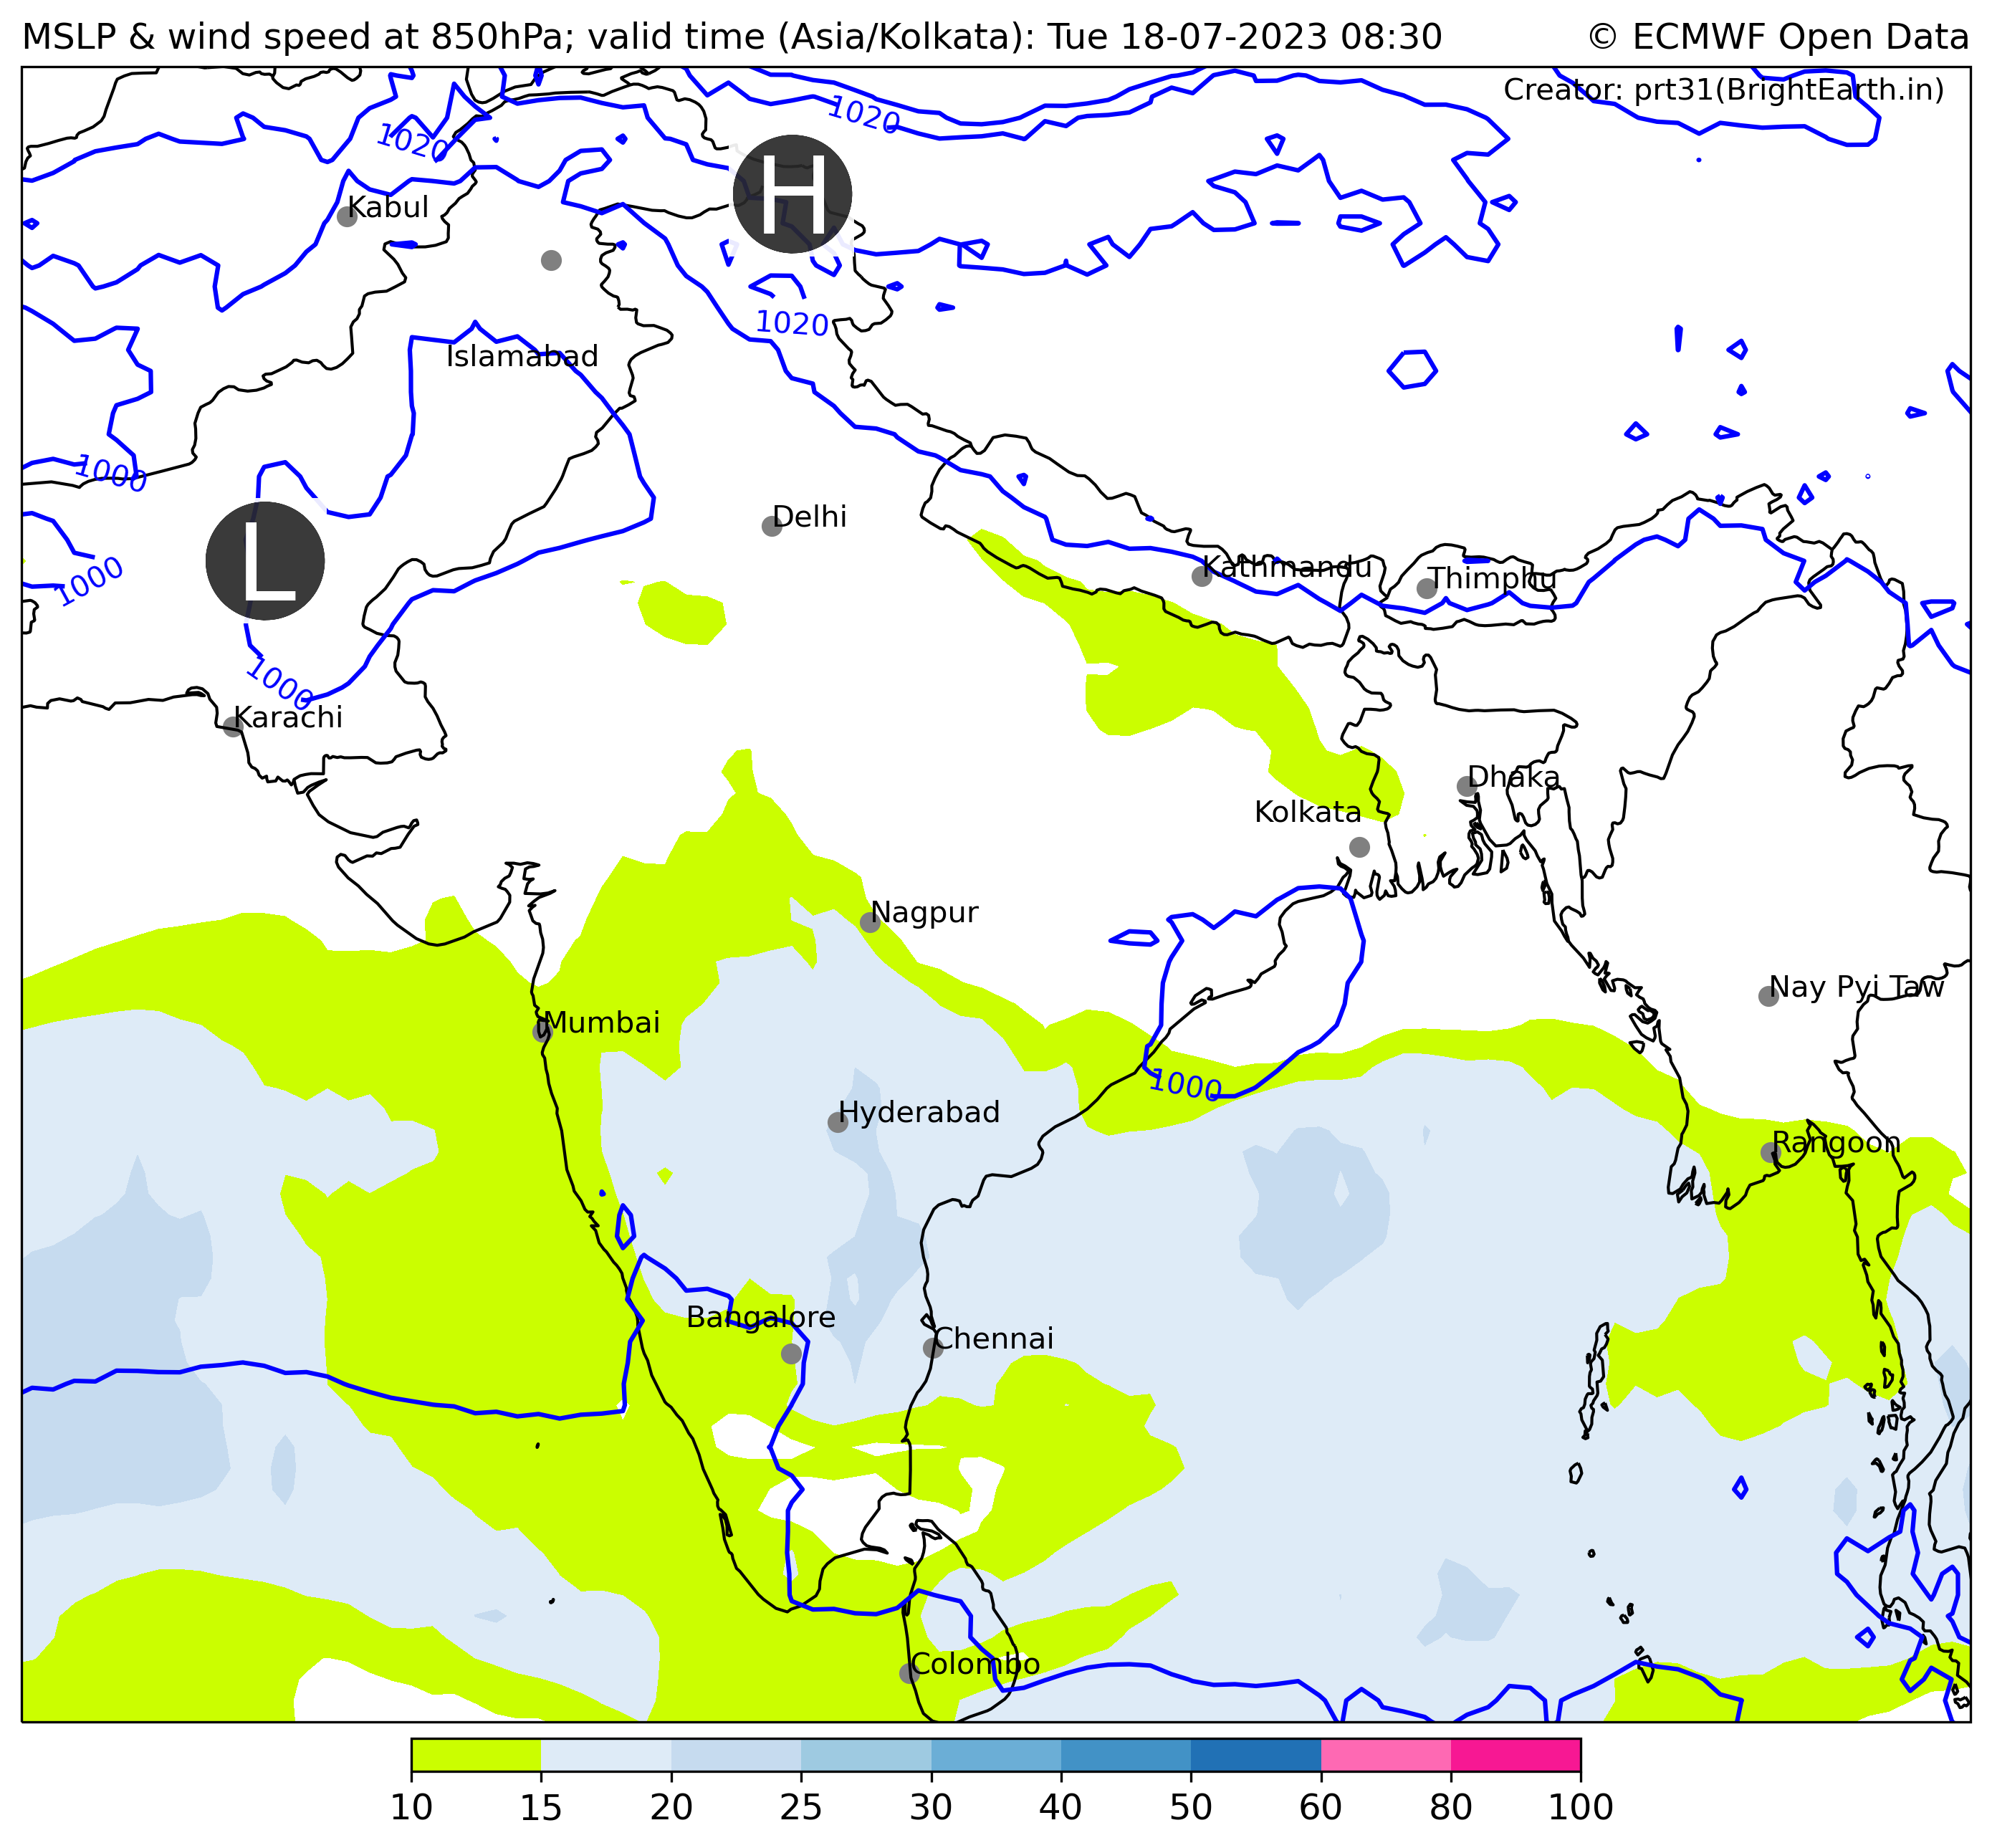 MSLP & wind speed at 850hPa; valid time (Asia/Kolkata): Tue 18-07-2023 08:30
© ECMWF Open Data
Creator: prt31(BrightEarth.in)
1020
1020
H
Kabul
1020
Islamabad
1000
Delhi
L
1000
Kathmandu
Thimphu
1000
Karachi
Dhaka
Kolkata
Nagpur
Nay Pyi Taw
Mumbai
1000
Hyderabad
Rangoon
Bangalore
Chennai
Colombo
10 15 20 25 30 40 50 60 80 100